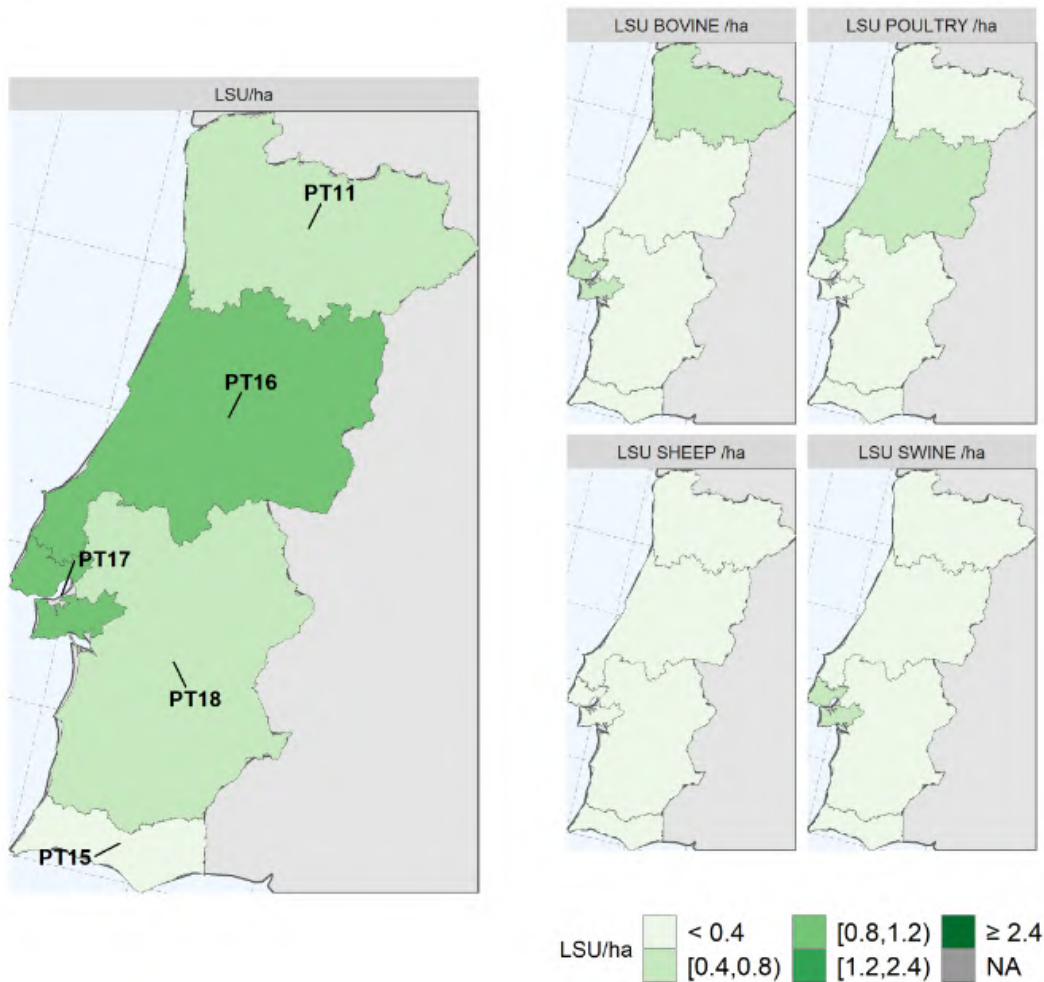 LSU/ha
PT11
PT16
PT17
PT18
PT15
LSU BOVINE /ha
LSU POULTRY /ha
LSU SHEEP /ha
LSU SWINE /ha
LSU/ha
< 0.4
[0.4,0.8)
[0.8,1.2)
[1.2,2.4)
≥ 2.4
NA